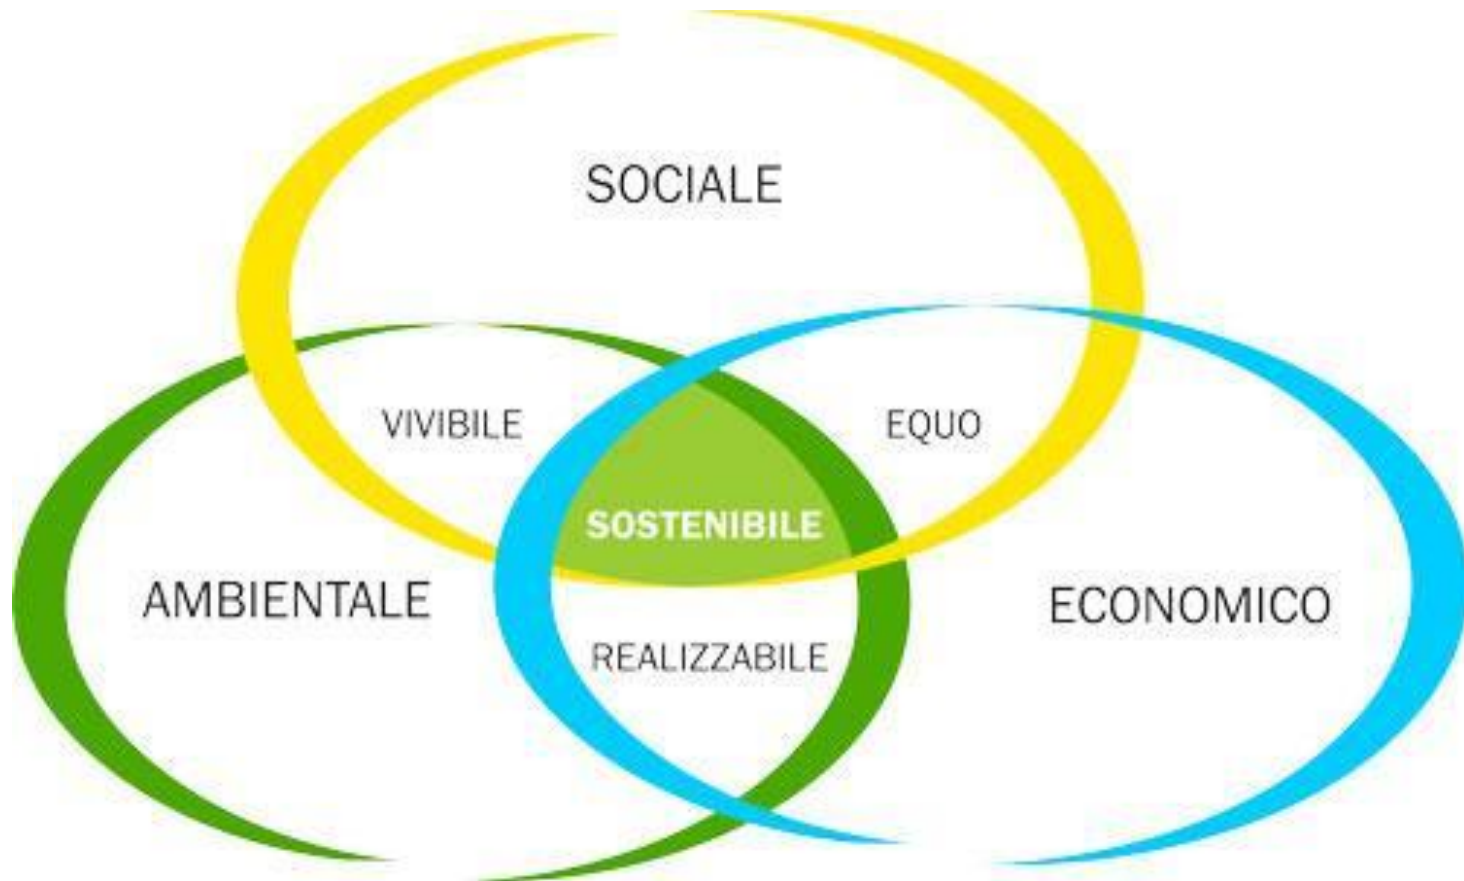 SOCIALE
VIVIBILE
EQUO
SOSTENIBILE
AMBIENTALE
ECONOMICO
REALIZZABILE